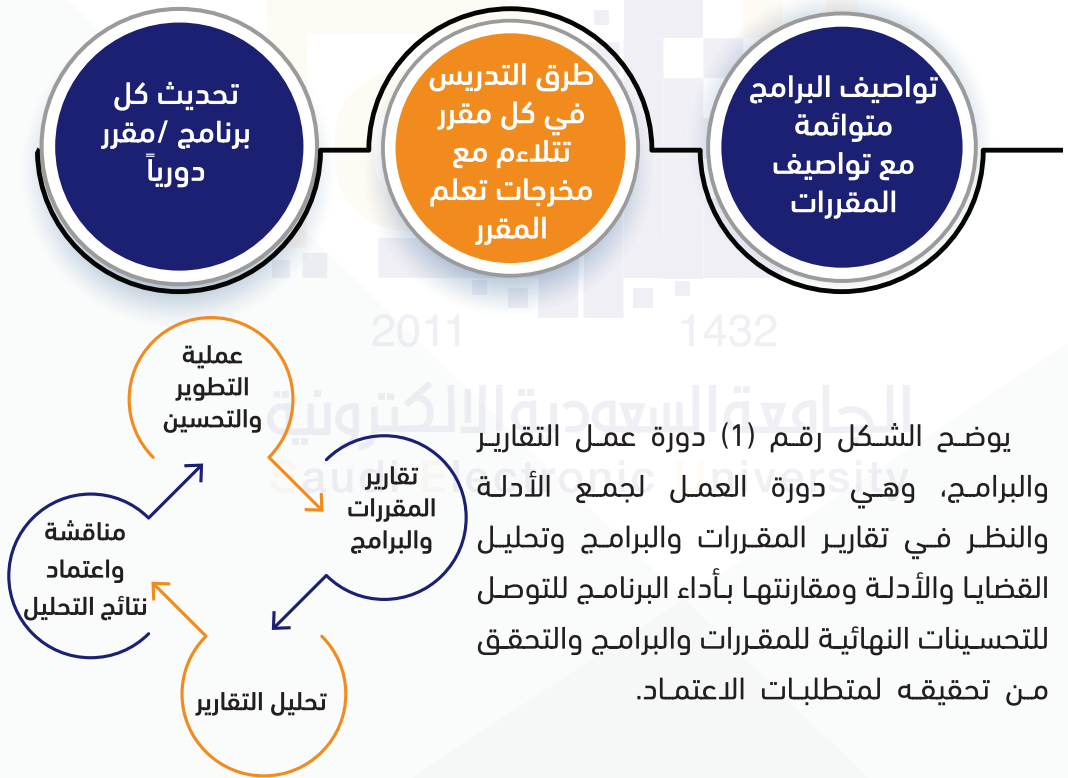 تواصيف البرامج
متوائمة
مع تواصيف
المقررات
طرق التدريس
في كل مقرر
تتلاءم مع
مخرجات تعلم
المقرر
تحديث كل
برنامج /مقرر
دورياً
2011
1432
الجامعة السعودية الالكترونية
Saudi Electronic University
يوضح الشكل رقم (1) دورة عمل التقارير
والبرامج، وهي دورة العمل لجمع الأدلة
والنظر في تقارير المقررات والبرامج وتحليل
القضايا والأدلة ومقارنتها بأداء البرنامج للتوصل
للتحسينات النهائية للمقررات والبرامج والتحقق
من تحقيقه لمتطلبات الاعتماد.
عملية
التطوير
والتحسين
تقارير
المقررات
والبرامج
تحليل التقارير
مناقشة
واعتماد
نتائج التحليل